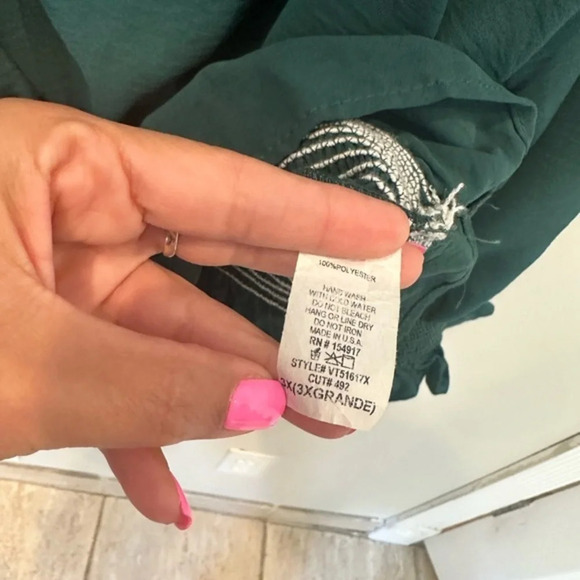 100%POLYESTER
HAND WASH
WITH COLD WATER
DO NOT BLEACH
HANG OR LINE DRY
DO NOT IRON
MADE IN U.S.A.
RN # 154917
STYLE# VT51617X
CUT# 492
3X(3XGRANDE)